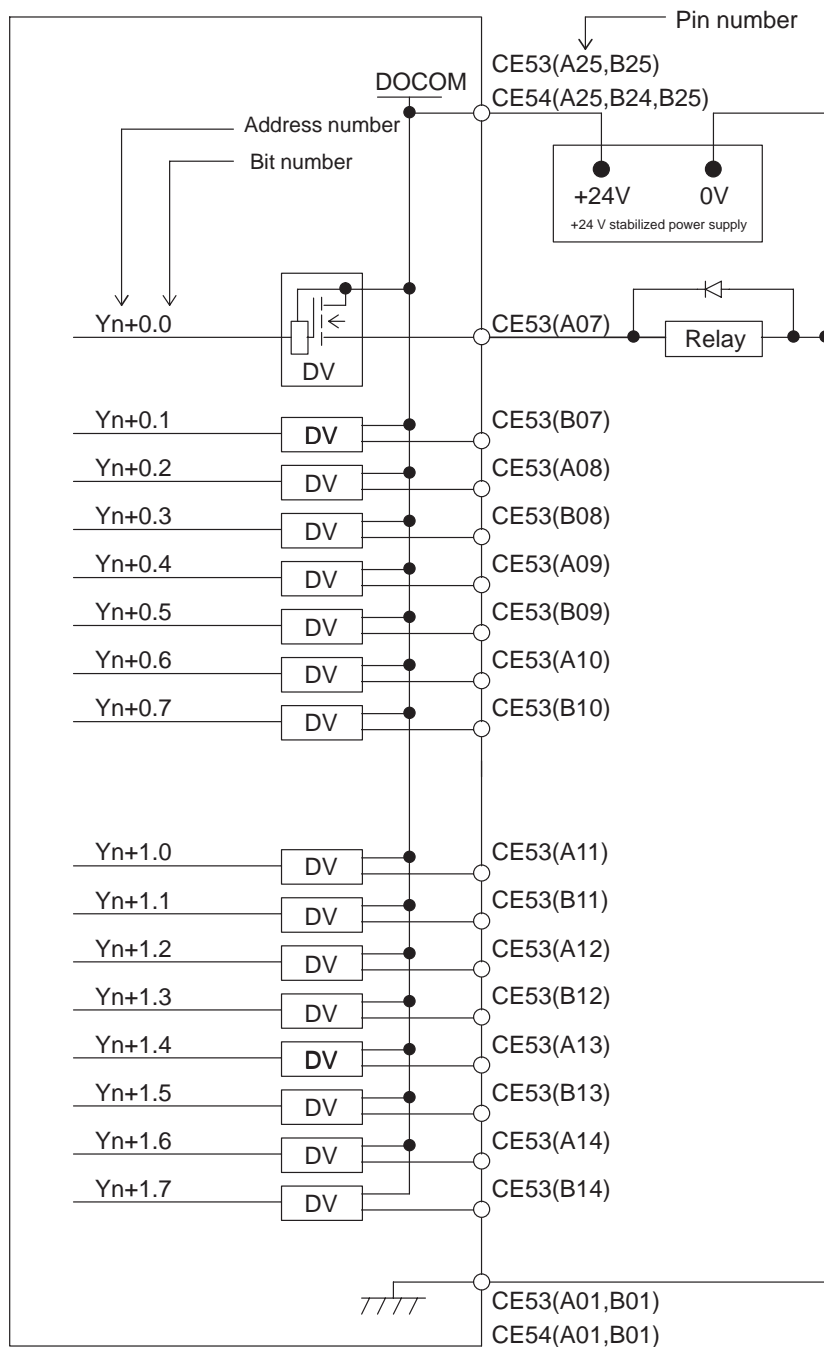 Pin number
CE53(A25,B25)
DOCOM
CE54(A25,B24,B25)
Address number
Bit number
+24V 0V
+24 V stabilized power supply
Yn+0.0
DV
CE53(A07)
Relay
Yn+0.1 DV CE53(B07)
Yn+0.2 DV CE53(A08)
Yn+0.3 DV CE53(B08)
Yn+0.4 DV CE53(A09)
Yn+0.5 DV CE53(B09)
Yn+0.6 DV CE53(A10)
Yn+0.7 DV CE53(B10)
Yn+1.0 DV CE53(A11)
Yn+1.1 DV CE53(B11)
Yn+1.2 DV CE53(A12)
Yn+1.3 DV CE53(B12)
Yn+1.4 DV CE53(A13)
Yn+1.5 DV CE53(B13)
Yn+1.6 DV CE53(A14)
Yn+1.7 DV CE53(B14)
CE53(A01,B01)
CE54(A01,B01)